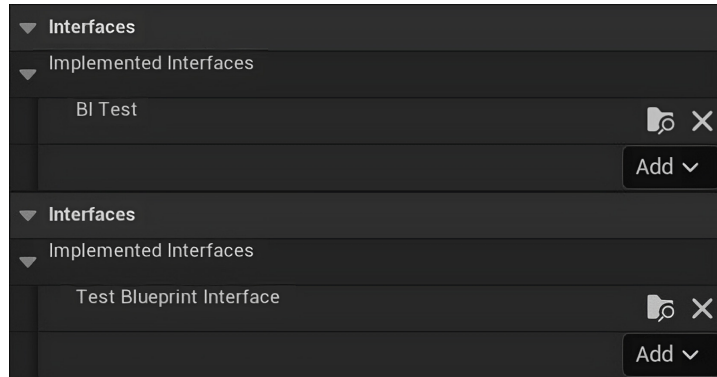 Interfaces
Implemented Interfaces
BI Test
Add
Interfaces
Implemented Interfaces
Test Blueprint Interface
Add